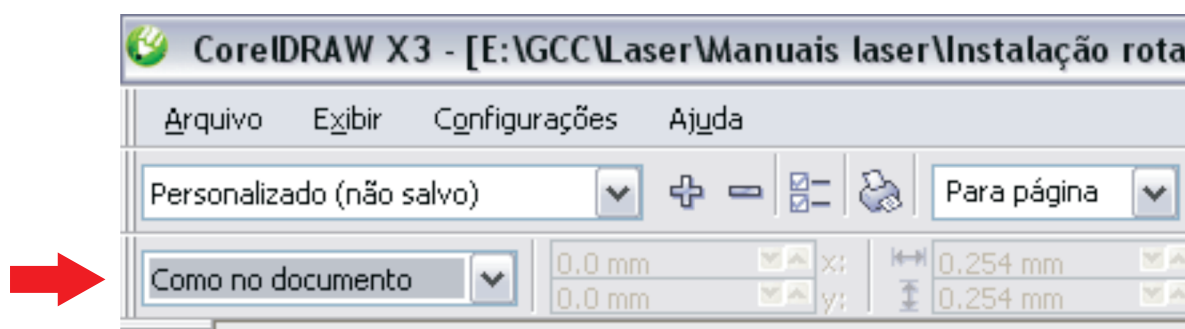 CorelDRAW X3 - [E:\GCC\Laser\Manuais laser\Instalação rota
Arquivo Exibir Configurações Ajuda
Personalizado (não salvo) Para página
Como no documento 0.0 mm x: 0.254 mm
0.0 mm y: 0.254 mm